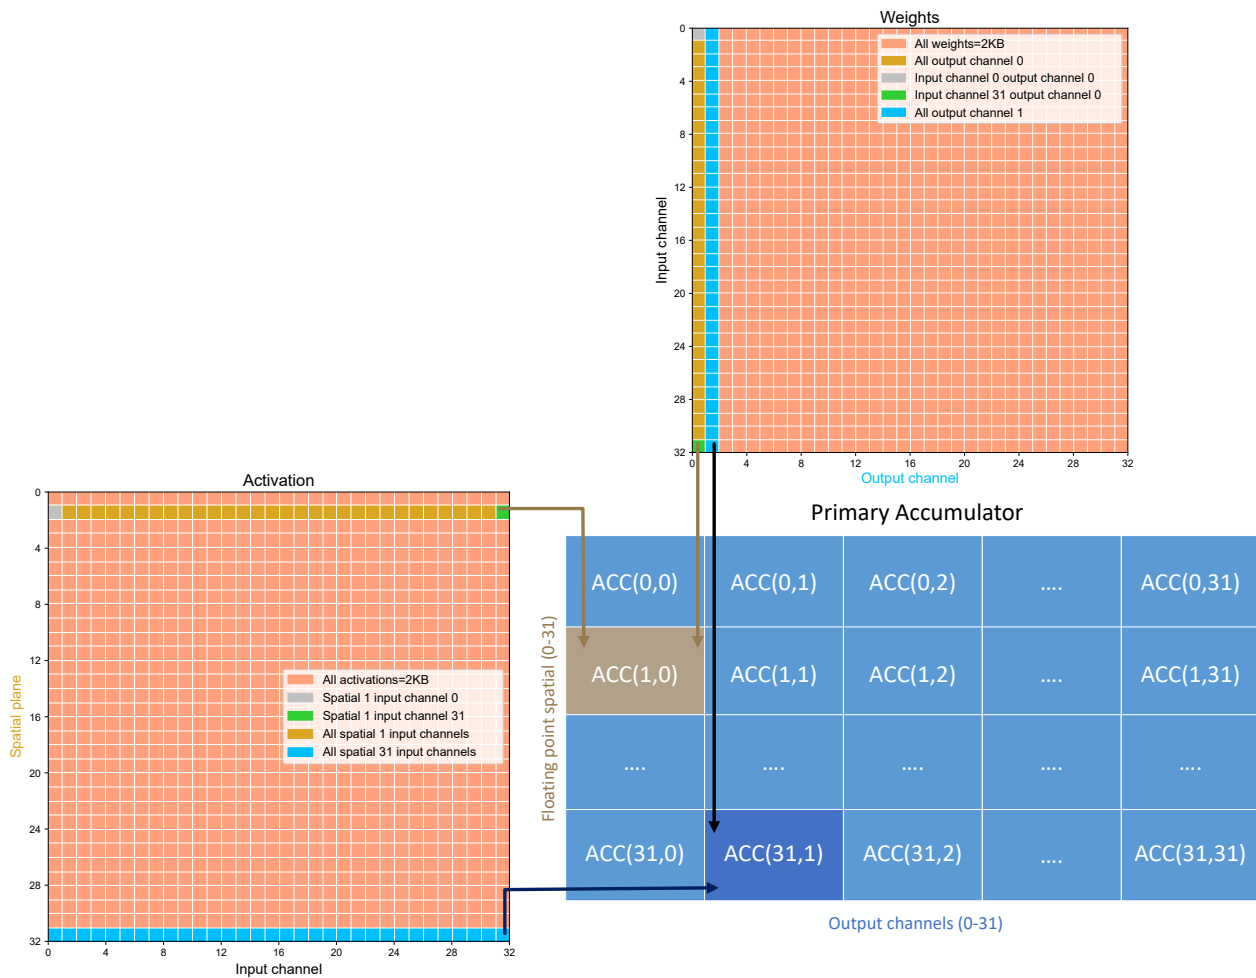 Weights
0
4
8
12
16
20
24
28
32
Input channel
All weights=2KB
All output channel 0
Input channel 0 output channel 0
Input channel 31 output channel 0
All output channel 1
0 4 8 12 16 20 24 28 32
Output channel
Activation
0
4
8
12
16
20
24
28
32
Spatial plane
All activations=2KB
Spatial 1 input channel 0
Spatial 1 input channel 31
All spatial 1 input channels
All spatial 31 input channels
0 4 8 12 16 20 24 28 32
Input channel
Primary Accumulator
Floating point spatial (0-31)
ACC(0,0) ACC(0,1) ACC(0,2) .... ACC(0,31)
ACC(1,0) ACC(1,1) ACC(1,2) .... ACC(1,31)
.... .... .... .... ....
ACC(31,0) ACC(31,1) ACC(31,2) .... ACC(31,31)
Output channels (0-31)